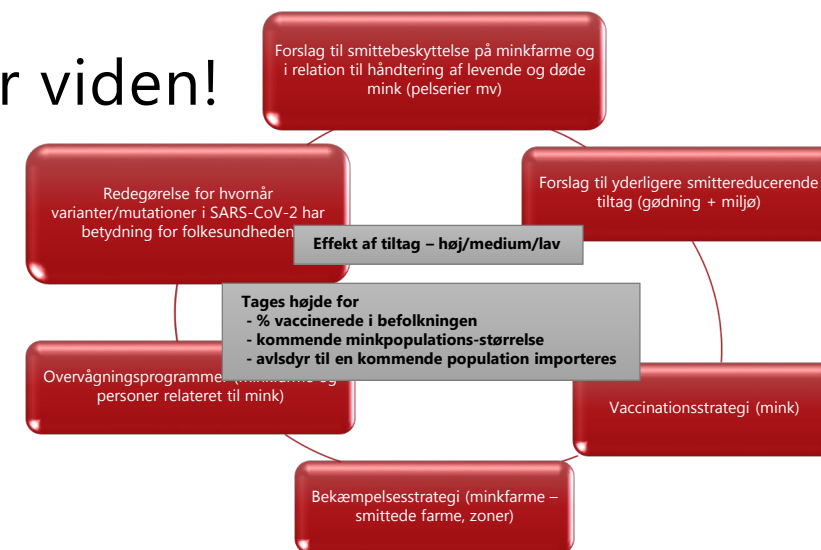 r viden!
Forslag til smittebeskyttelse på minkfarme og
i relation til håndtering af levende og døde
mink (pelserier mv)
Redegørelse for hvornår
varianter/mutationer i SARS-CoV-2 har
betydning for folkesundheden
Forslag til yderligere smittereducerende
tiltag (gødning + miljø)
Effekt af tiltag – høj/medium/lav
Tages højde for
- % vaccinerede i befolkningen
- kommende minkpopulations-størrelse
- avlsdyr til en kommende population importeres
Overvågningsprogrammer (minkfarme og
personer relateret til mink)
Vaccinationsstrategi (mink)
Bekæmpelsesstrategi (minkfarme –
smittede farme, zoner)